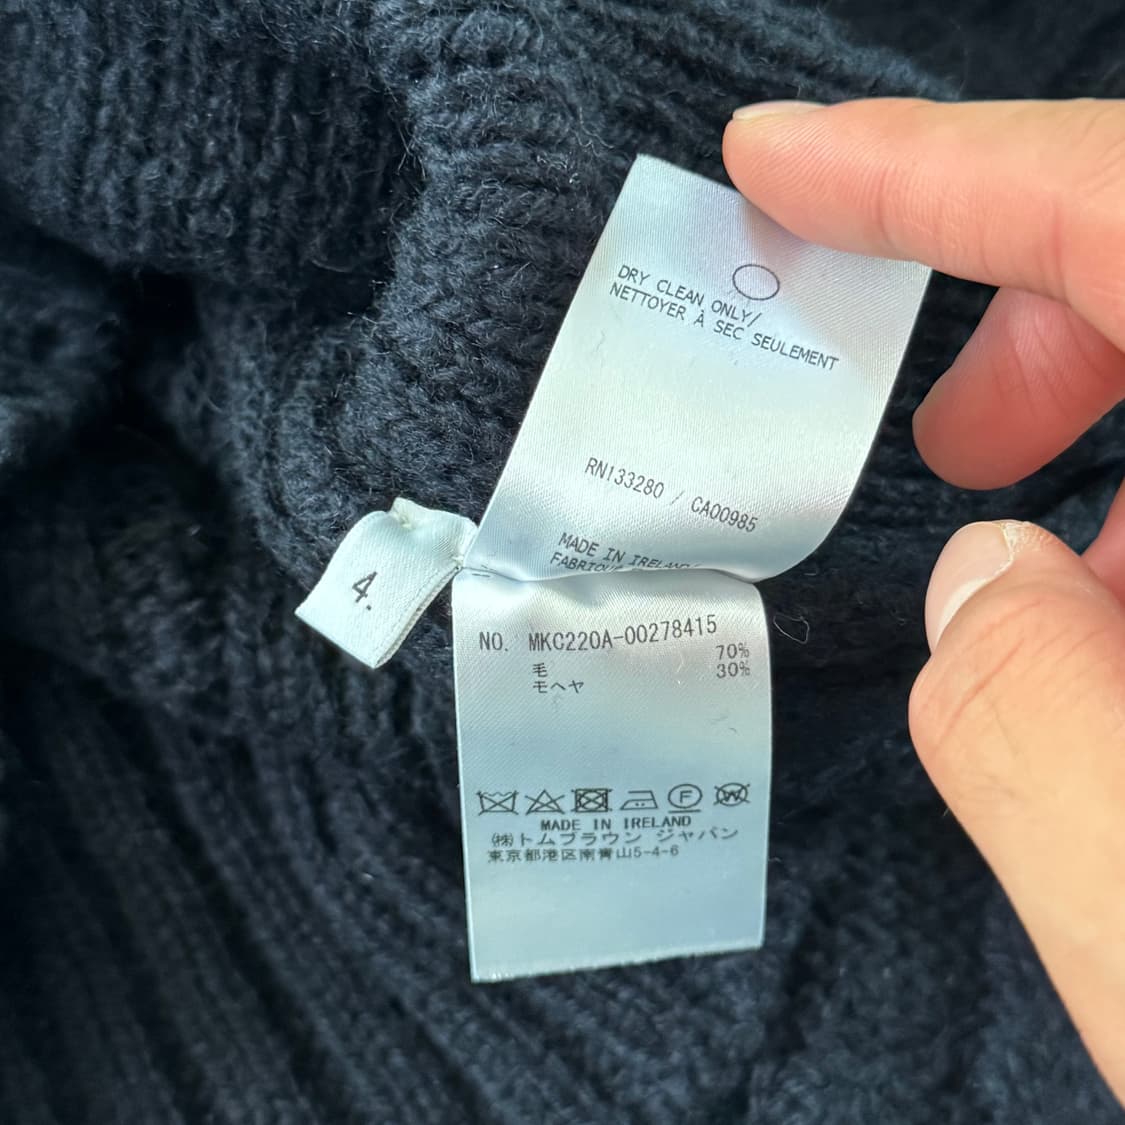 DRY CLEAN ONLY/
NETTOYER À SEC SEULEMENT
RN133280 / CA00985
MADE IN IRELAND/
4.
NO. MKC220A-00278415
毛 70%
モヘヤ 30%
F
W
MADE IN IRELAND
(株)トムブラウン ジャパン
東京都港区南青山5-4-6